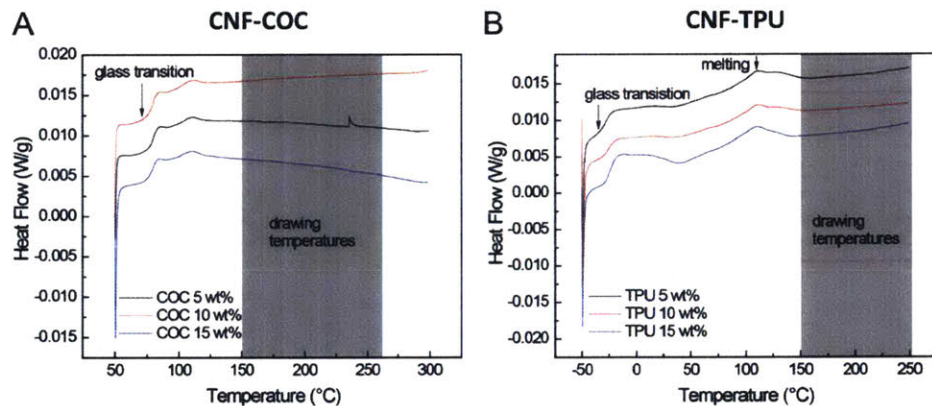 A
CNF-COC
0.020
0.015
0.010
0.005
0.000
-0.005
-0.010
-0.015
Heat Flow (W/g)
glass transition
drawing
temperatures
COC 5 wt%
COC 10 wt%
COC 15 wt%
50
100
150
200
250
300
Temperature (°C)
B
CNF-TPU
0.015
0.010
0.005
0.000
-0.005
-0.010
-0.015
-0.020
Heat Flow (W/g)
melting
glass transistion
drawing
temperatures
TPU 5 wt%
TPU 10 wt%
TPU 15 wt%
-50
0
50
100
150
200
250
Temperature (°C)